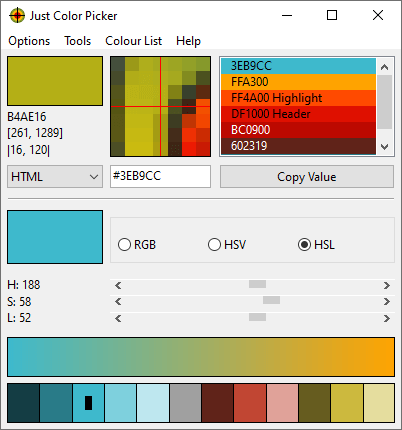 Just Color Picker
Options Tools Colour List Help
B4AE16
[261, 1289]
|16, 120|
3EB9CC
FFA300
FF4A00 Highlight
DF1000 Header
BC0900
602319
HTML
#3EB9CC
Copy Value
RGB HSV HSL
H: 188
S: 58
L: 52